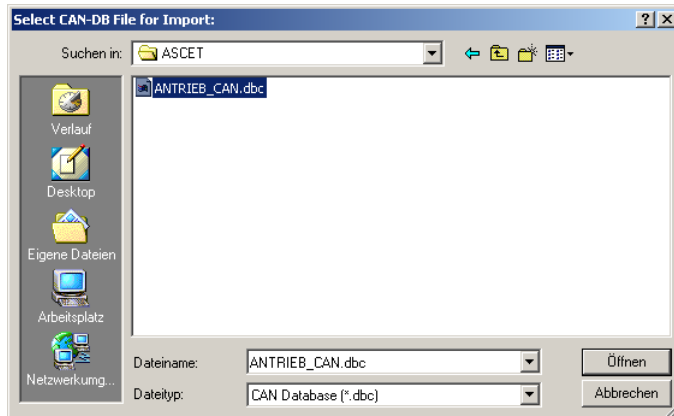 Select CAN-DB File for Import:
Suchen in: ASCET
ANTRIEB_CAN.dbc
Verlauf
Desktop
Eigene Dateien
Arbeitsplatz
Netzwerkumg...
Dateiname: ANTRIEB_CAN.dbc Öffnen
Dateityp: CAN Database (*.dbc) Abbrechen